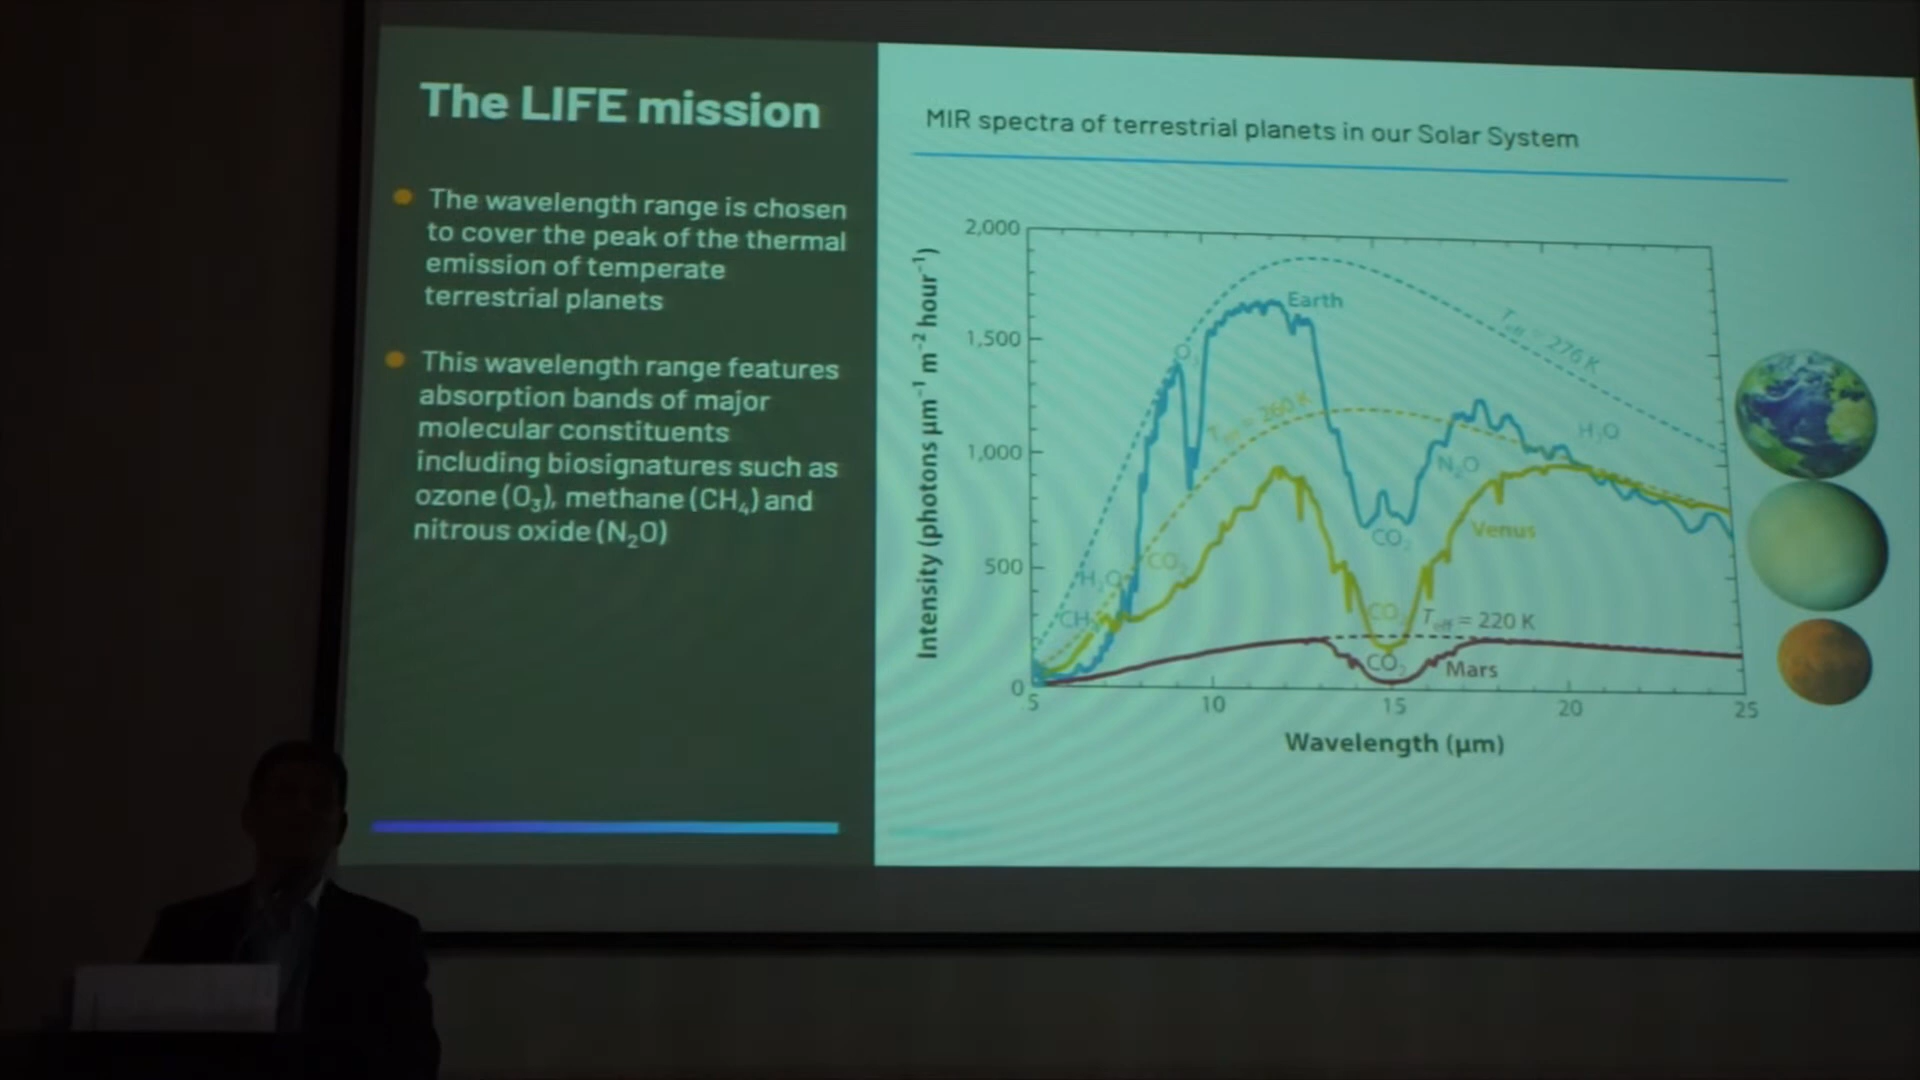 The LIFE mission
The wavelength range is chosen
to cover the peak of the thermal
emission of temperate
terrestrial planets
This wavelength range features
absorption bands of major
molecular constituents
including biosignatures such as
ozone (O₃), methane (CH₄) and
nitrous oxide (N₂O)
MIR spectra of terrestrial planets in our Solar System
Intensity (photons μm⁻¹ m⁻² hour⁻¹)
2,000
1,500
1,000
500
0
Earth
O₃
T_eff = 276 K
T_eff = 260 K
H₂O
N₂O
CO₂
Venus
H₂O
CO₂
CH₄
CO₂
T_eff = 220 K
CO₂
Mars
5
10
15
20
25
Wavelength (μm)